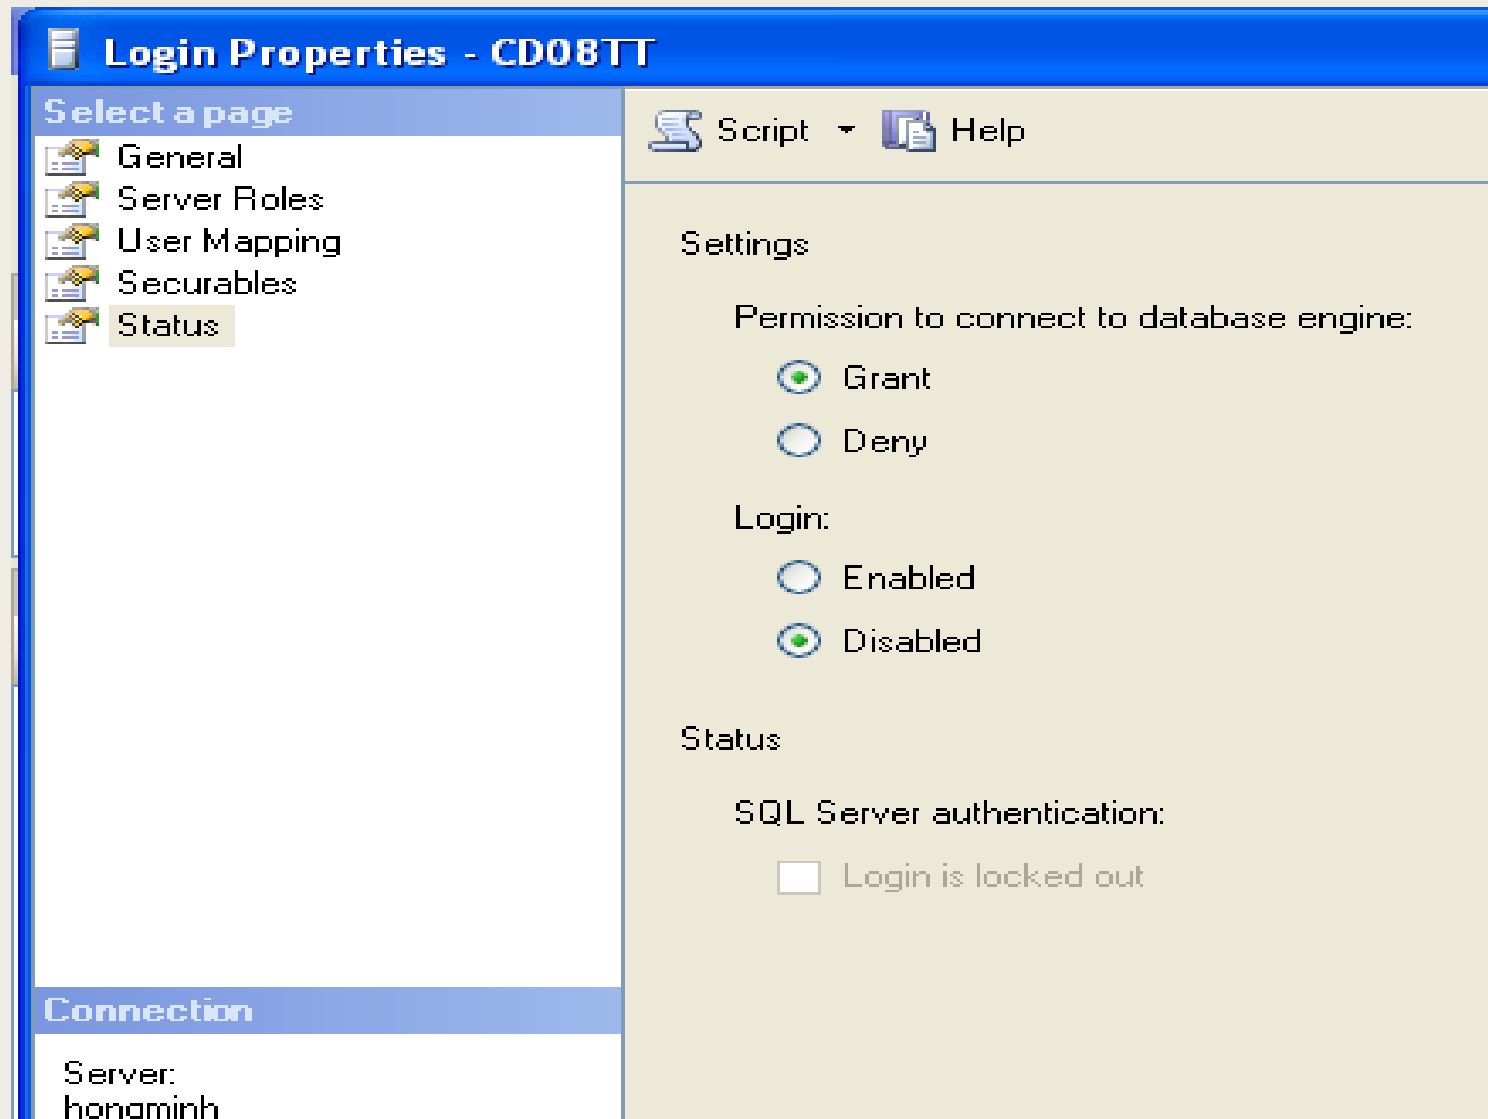 Login Properties - CD08TT
Select a page
General
Server Roles
User Mapping
Securables
Status
Script
Help
Settings
Permission to connect to database engine:
Grant
Deny
Login:
Enabled
Disabled
Status
SQL Server authentication:
Login is locked out
Connection
Server:
hongminh